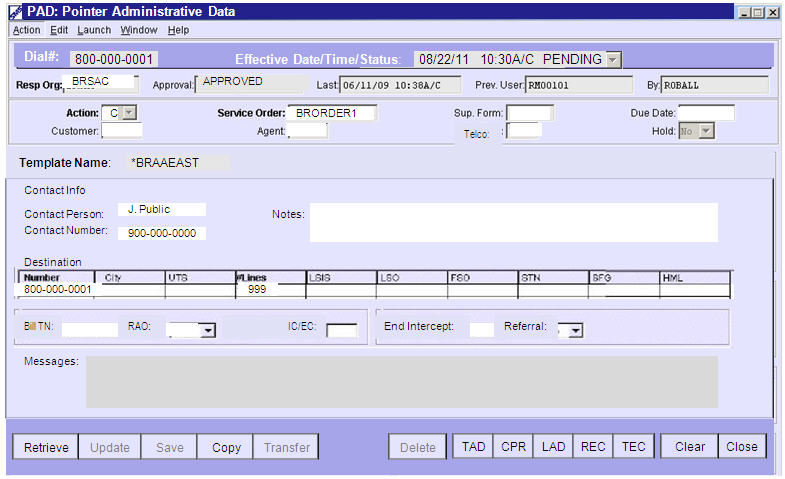 PAD: Pointer Administrative Data
Action Edit Launch Window Help
Dial#: 800-000-0001 Effective Date/Time/Status: 08/22/11 10:30A/C PENDING
Resp Org: BRSAC Approval: APPROVED Last: 06/11/09 10:38A/C Prev. User: RM00101 By: ROBALL
Action: C Service Order: BRORDER1 Sup. Form: Due Date:
Customer: Agent: Telco: : Hold: No
Template Name: *BRAAEAST
Contact Info
Contact Person: J. Public Notes:
Contact Number: 900-000-0000
Destination
Number City UTS #Lines LSIS LSO FSO STN SFG HML
800-000-0001 999
Bill TN: RAO: IC/EC: End Intercept: Referral:
Messages:
Retrieve Update Save Copy Transfer Delete TAD CPR LAD REC TEC Clear Close